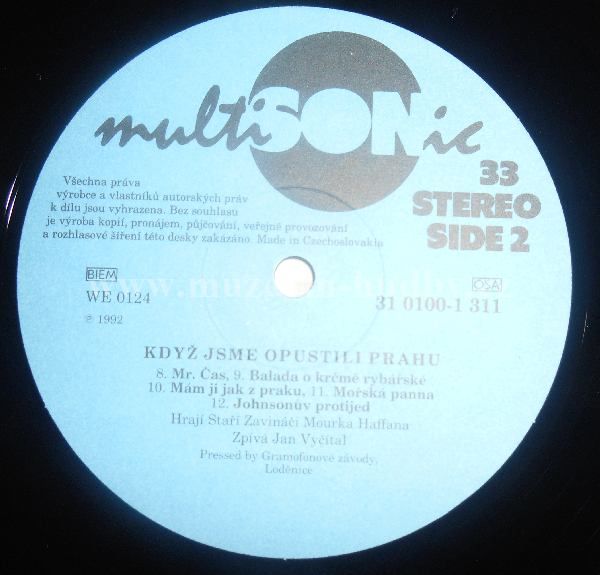 multiSONic
33
STEREO
SIDE 2
Všechna práva
výrobce a vlastníků autorských práv
k dílu jsou vyhrazena. Bez souhlasu
je výroba kopií, pronájem, půjčování, veřejné provozování
a rozhlasové šíření této desky zakázáno. Made in Czechoslovakia
BIEM
OSA
WE 0124
31 0100-1 311
℗ 1992
KDYŽ JSME OPUSTILI PRAHU
8. Mr. Čas, 9. Balada o krčmě rybářské
10. Mám ji jak z praku, 11. Mořská panna
12. Johnsonův protijed
Hrají Staří Zavináči Mourka Haffana
Zpívá Jan Vyčítal
Pressed by Gramofonové závody,
Loděnice